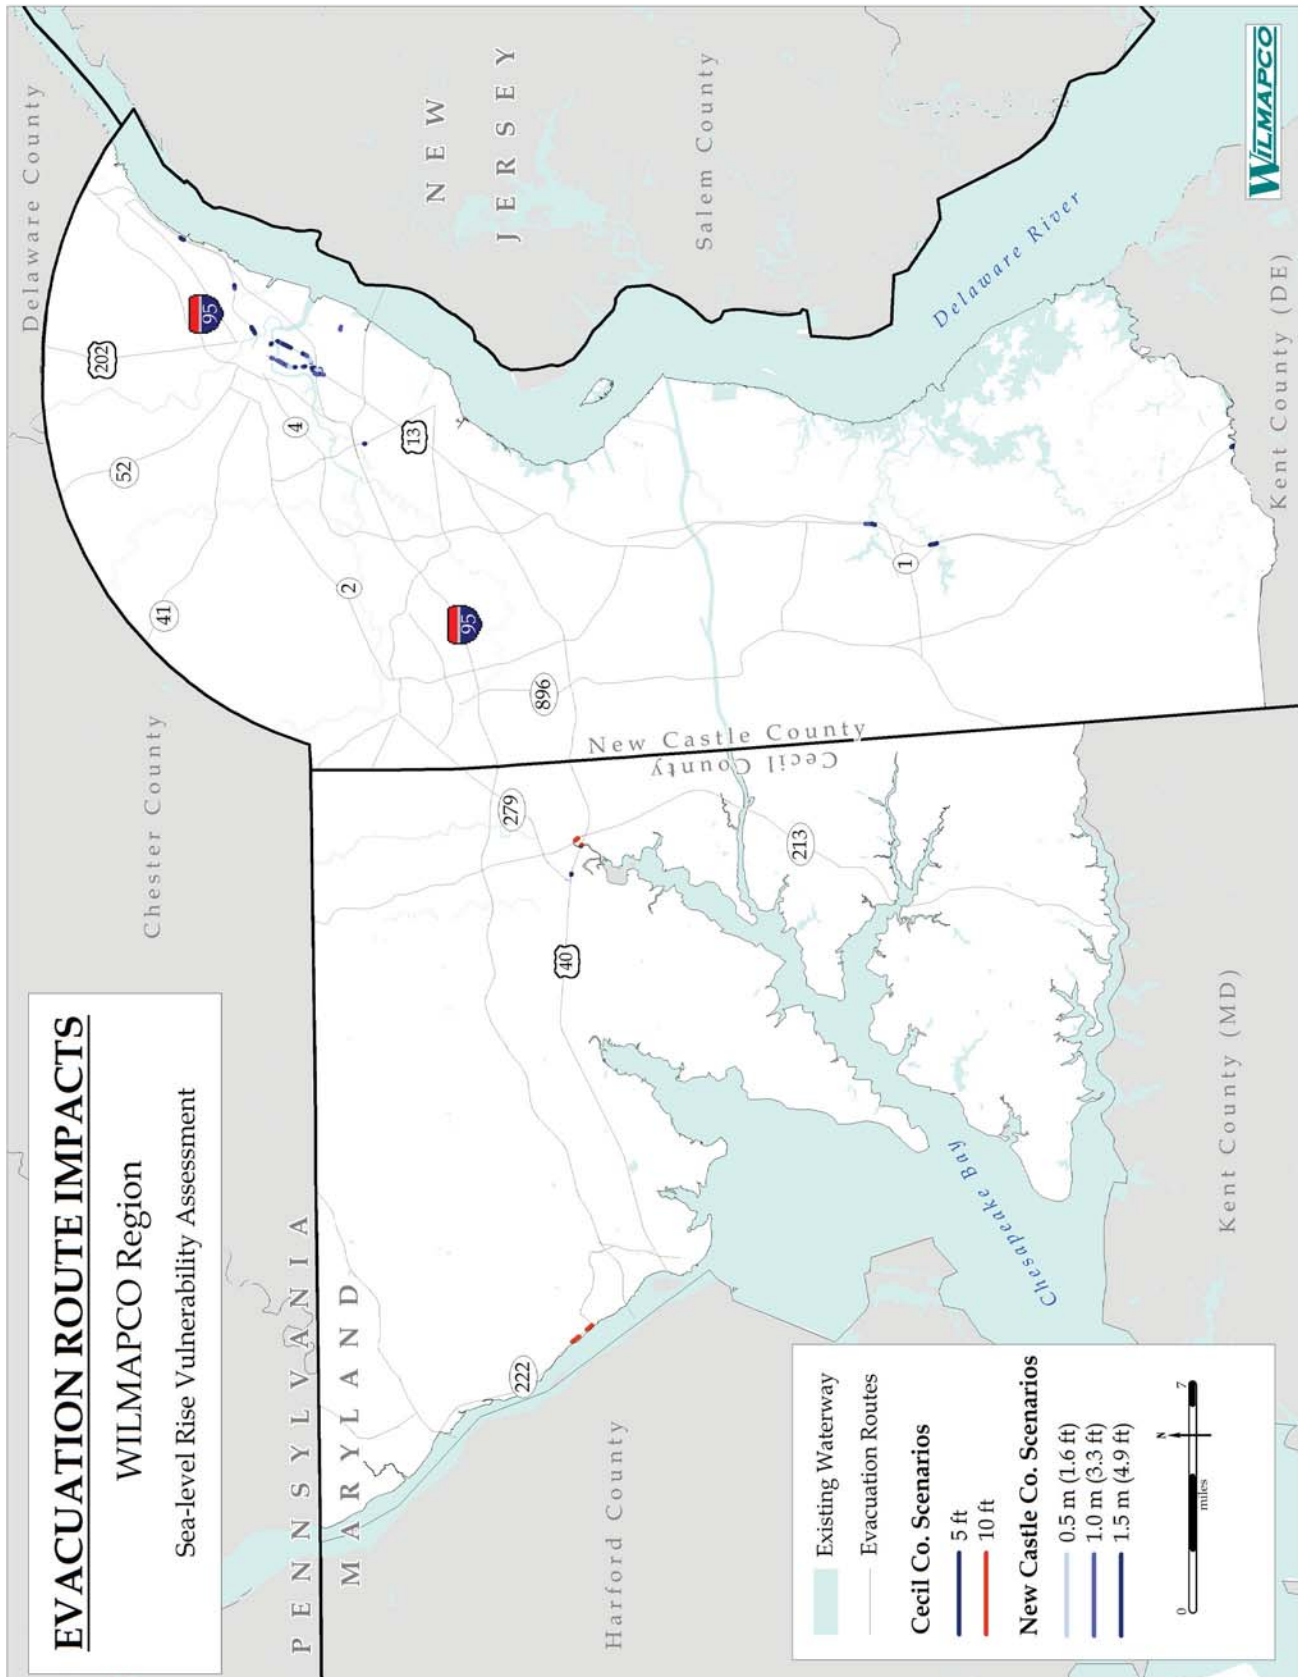 EVACUATION ROUTE IMPACTS
WILMAPCO Region
Sea-level Rise Vulnerability Assessment
PENNSYLVANIA
MARYLAND
Chester County
Delaware County
NEW
JERSEY
Salem County
Harford County
New Castle County
Cecil County
Kent County (MD)
Kent County (DE)
Chesapeake Bay
Delaware River
222
40
279
213
896
41
2
52
4
202
95
95
13
1
Existing Waterway
Evacuation Routes
Cecil Co. Scenarios
5 ft
10 ft
New Castle Co. Scenarios
0.5 m (1.6 ft)
1.0 m (3.3 ft)
1.5 m (4.9 ft)
N
0
7
miles
WILMAPCO